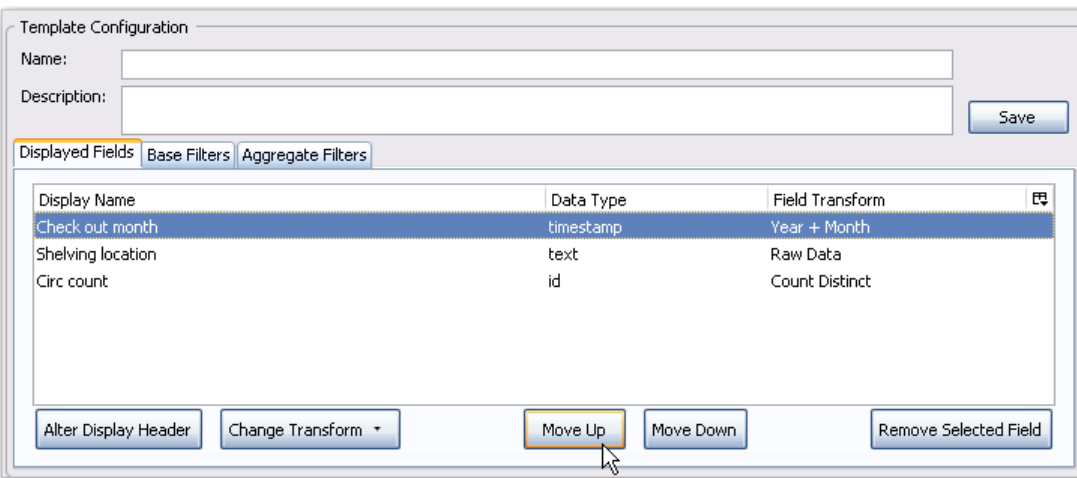 Template Configuration
Name:
Description:
Save
Displayed Fields Base Filters Aggregate Filters
Display Name Data Type Field Transform
Check out month timestamp Year + Month
Shelving location text Raw Data
Circ count id Count Distinct
Alter Display Header Change Transform Move Up Move Down Remove Selected Field